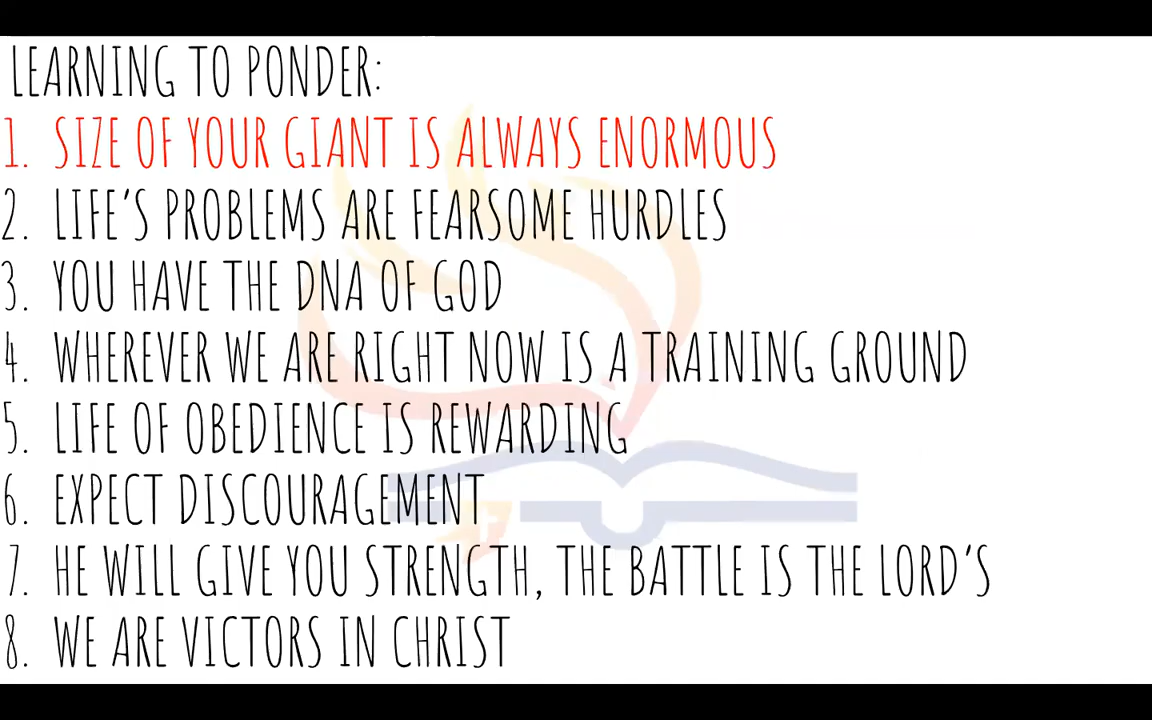 LEARNING TO PONDER:
1. SIZE OF YOUR GIANT IS ALWAYS ENORMOUS
2. LIFE'S PROBLEMS ARE FEARSOME HURDLES
3. YOU HAVE THE DNA OF GOD
4. WHEREVER WE ARE RIGHT NOW IS A TRAINING GROUND
5. LIFE OF OBEDIENCE IS REWARDING
6. EXPECT DISCOURAGEMENT
7. HE WILL GIVE YOU STRENGTH, THE BATTLE IS THE LORD'S
8. WE ARE VICTORS IN CHRIST